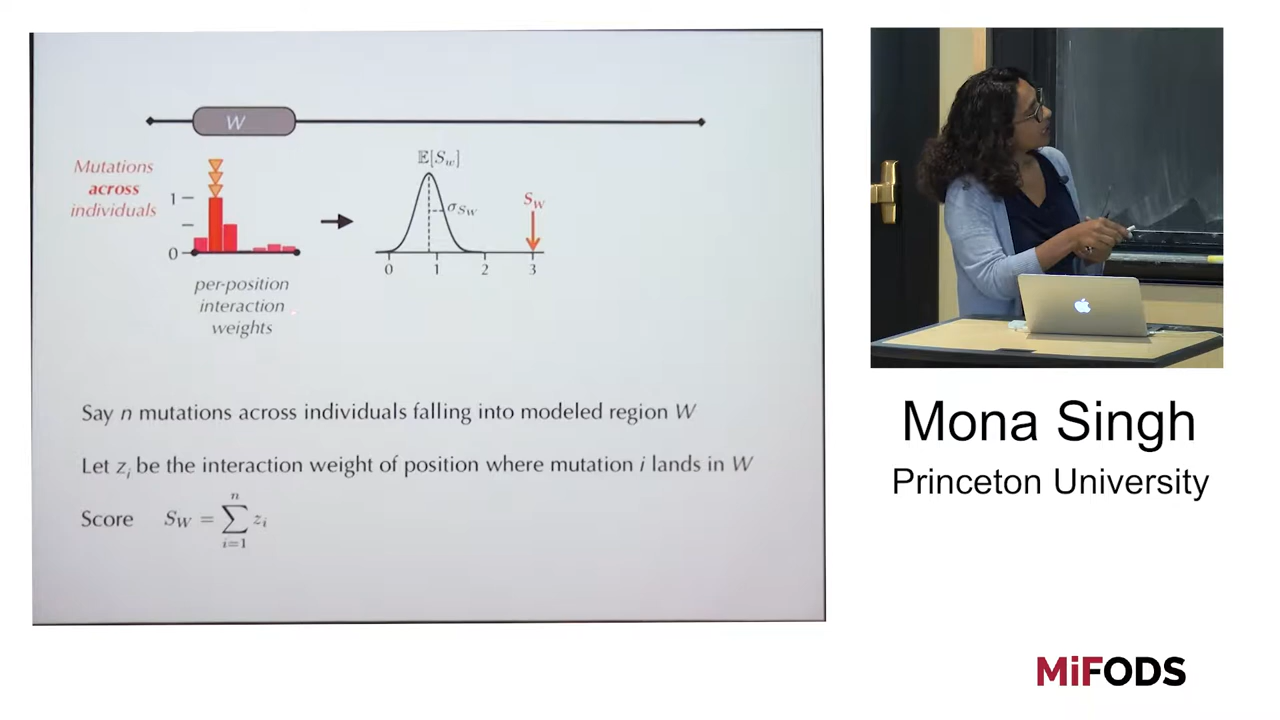 W
Mutations
across
individuals
1
0
per-position
interaction
weights
𝔼[S_w]
σ_{S_W}
S_W
0 1 2 3
Say n mutations across individuals falling into modeled region W
Let z_i be the interaction weight of position where mutation i lands in W
Score S_W = \sum_{i=1}^{n} z_i
Mona Singh
Princeton University
MiFODS